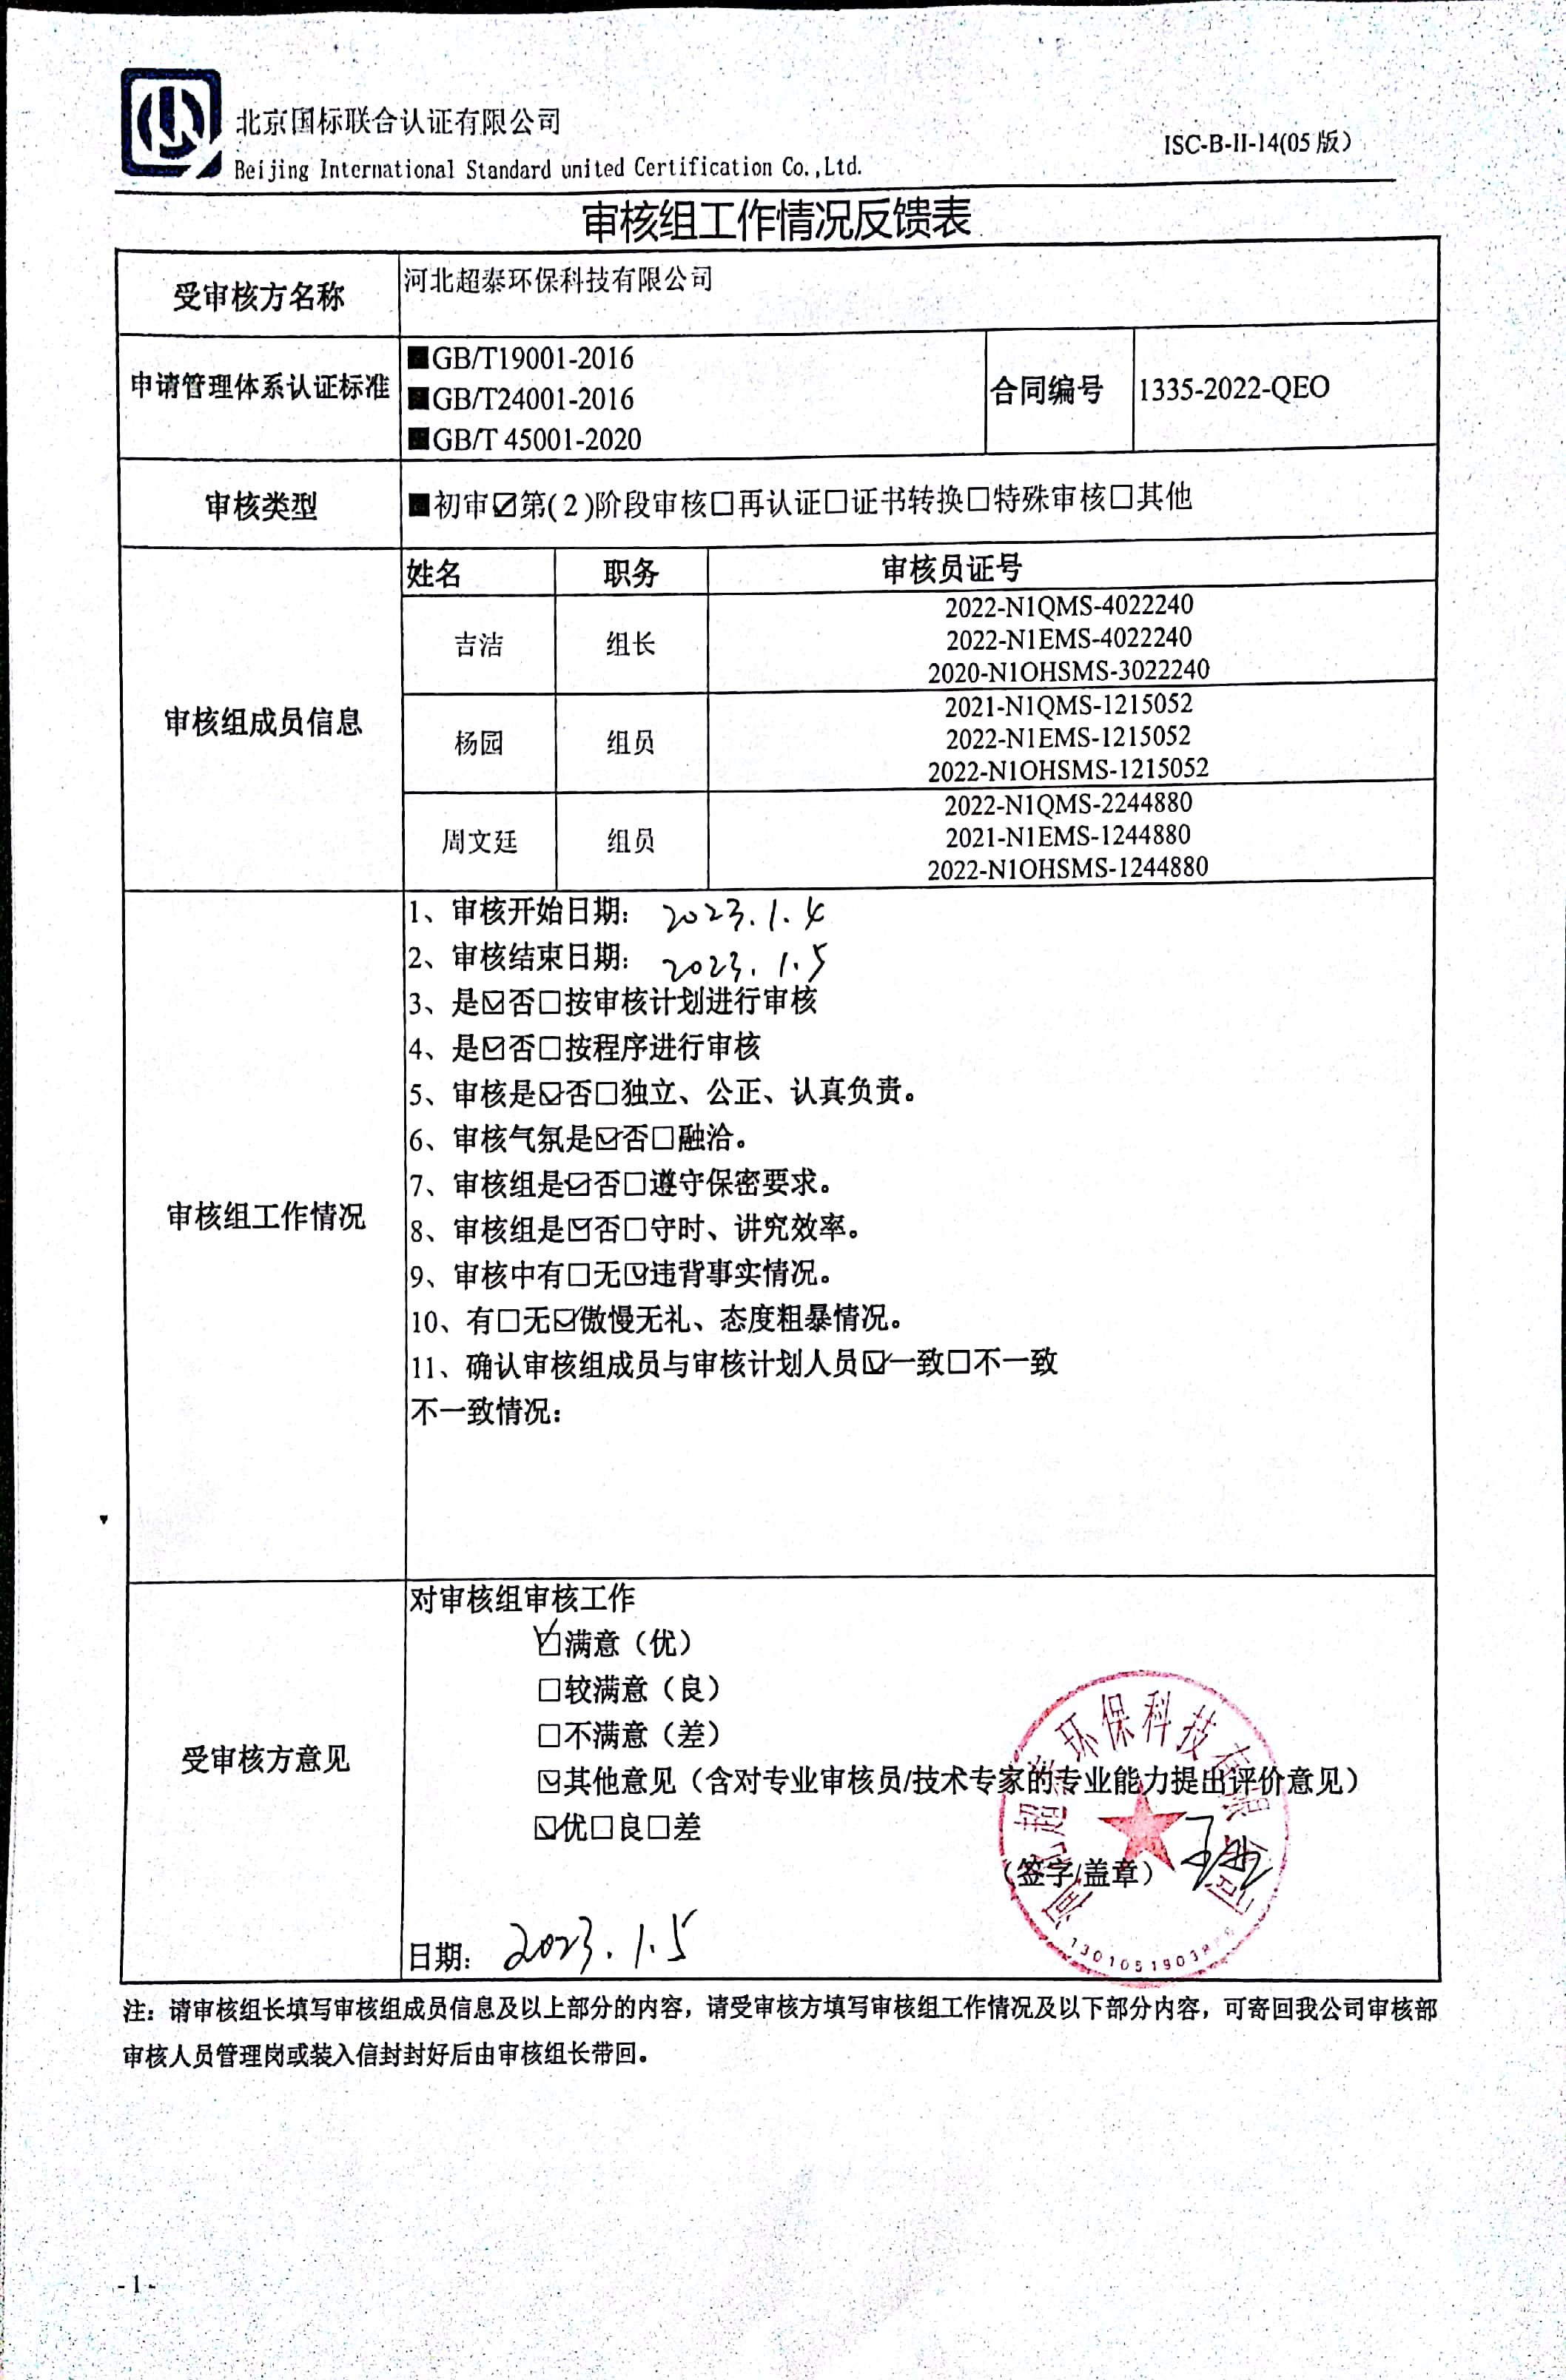 北京国标联合认证有限公司
Beijing International Standard united Certification Co.,Ltd.
ISC-B-II-14(05版)
审核组工作情况反馈表
受审核方名称
河北超泰环保科技有限公司
申请管理体系认证标准
■GB/T19001-2016
■GB/T24001-2016
■GB/T 45001-2020
合同编号
1335-2022-QEO
审核类型
■初审☑第(2)阶段审核□再认证□证书转换□特殊审核□其他
审核组成员信息
姓名 职务 审核员证号
吉洁 组长
2022-N1QMS-4022240
2022-N1EMS-4022240
2020-N1OHSMS-3022240
杨园 组员
2021-N1QMS-1215052
2022-N1EMS-1215052
2022-N1OHSMS-1215052
周文廷 组员
2022-N1QMS-2244880
2021-N1EMS-1244880
2022-N1OHSMS-1244880
审核组工作情况
1、审核开始日期： 2023.1.4
2、审核结束日期： 2023.1.5
3、是☑否□按审核计划进行审核
4、是☑否□按程序进行审核
5、审核是☑否□独立、公正、认真负责。
6、审核气氛是☑否□融洽。
7、审核组是☑否□遵守保密要求。
8、审核组是☑否□守时、讲究效率。
9、审核中有□无☑违背事实情况。
10、有□无☑傲慢无礼、态度粗暴情况。
11、确认审核组成员与审核计划人员☑一致□不一致
不一致情况：
受审核方意见
对审核组审核工作
☑满意（优）
□较满意（良）
□不满意（差）
☑其他意见（含对专业审核员/技术专家的专业能力提出评价意见）
☑优□良□差
（签字/盖章）
河北超泰环保科技有限公司
日期： 2023.1.5
注：请审核组长填写审核组成员信息及以上部分的内容，请受审核方填写审核组工作情况及以下部分内容，可寄回我公司审核部
审核人员管理岗或装入信封封好后由审核组长带回。
- 1 -